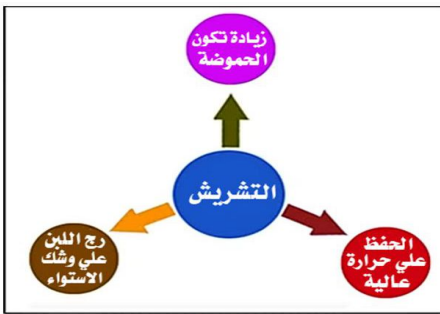 زيادة تكون
الحموضة
التشريش
رج اللبن
علي وشك
الاستواء
الحفظ
علي حرارة
عالية